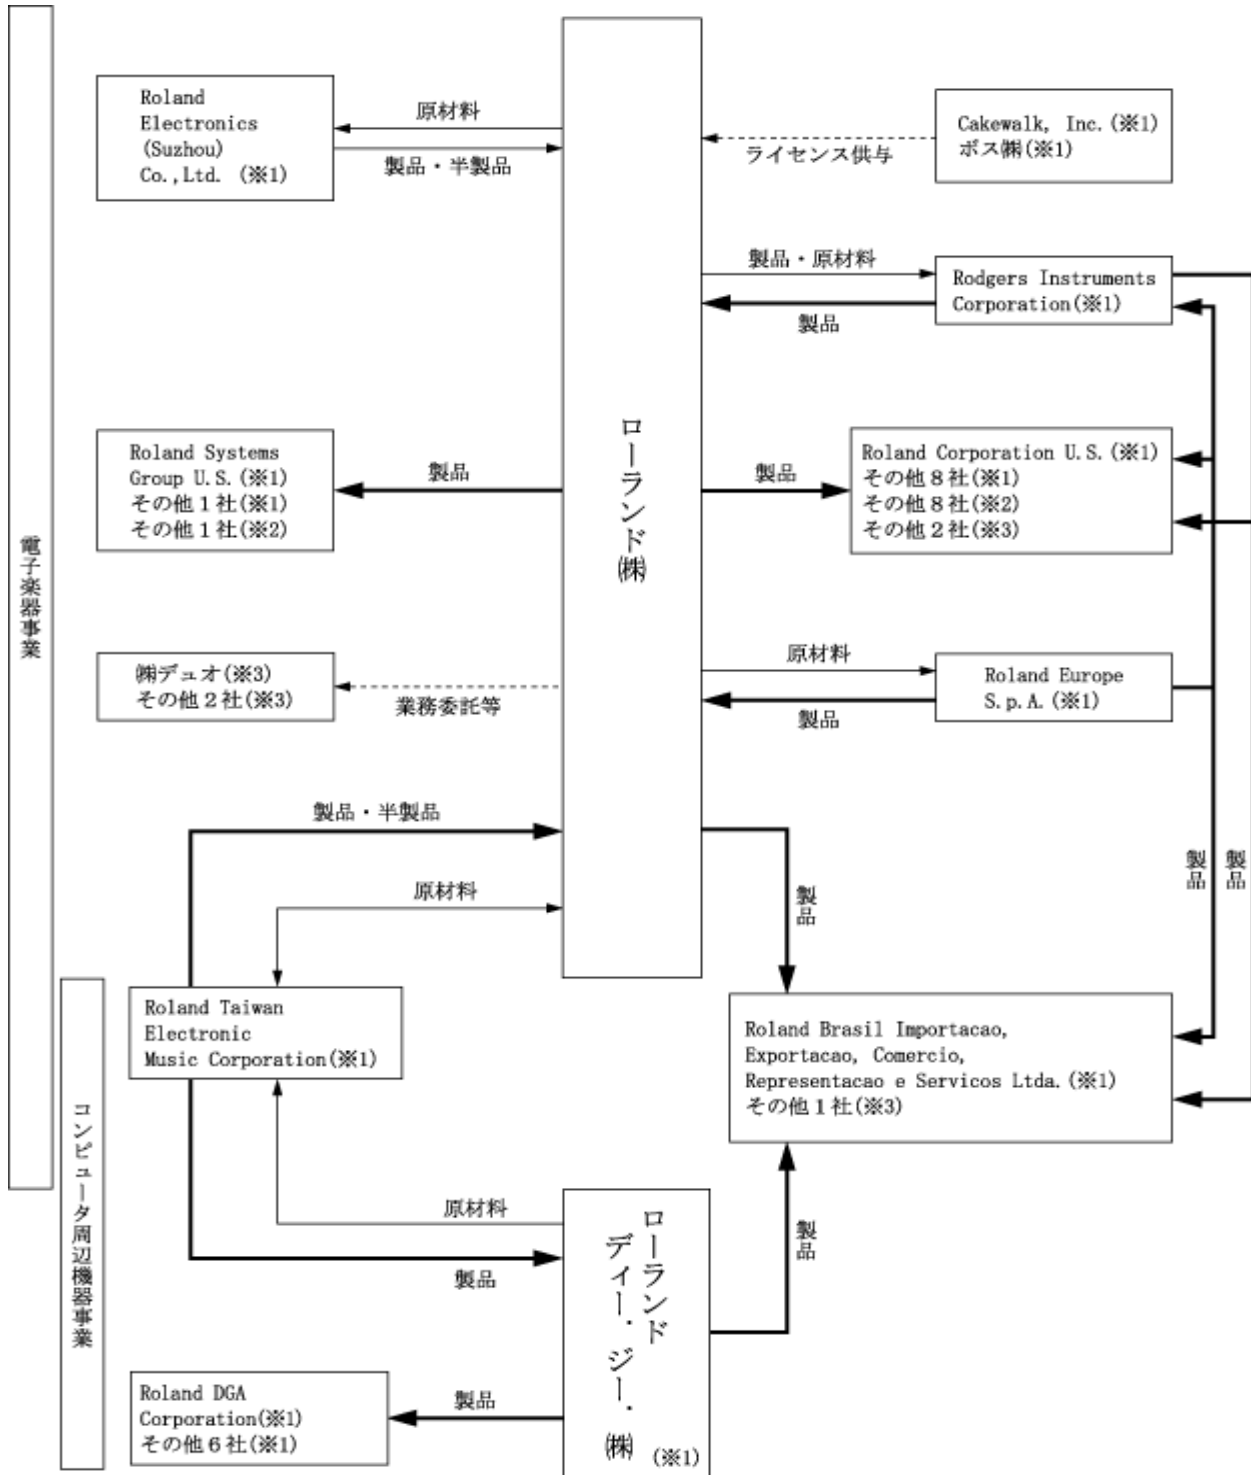 電子楽器事業
コンピュータ周辺機器事業
Roland
Electronics
(Suzhou)
Co.,Ltd. (※1)
原材料
製品・半製品
ローランド㈱
ライセンス供与
Cakewalk, Inc.(※1)
ボス㈱(※1)
製品・原材料
製品
Rodgers Instruments
Corporation(※1)
Roland Systems
Group U.S.(※1)
その他１社(※1)
その他１社(※2)
製品
製品
Roland Corporation U.S.(※1)
その他８社(※1)
その他８社(※2)
その他２社(※3)
㈱デュオ(※3)
その他２社(※3)
業務委託等
原材料
製品
Roland Europe
S.p.A.(※1)
製品・半製品
原材料
製品
製品
製品
Roland Taiwan
Electronic
Music Corporation(※1)
Roland Brasil Importacao,
Exportacao, Comercio,
Representacao e Servicos Ltda.(※1)
その他１社(※3)
原材料
製品
ローランド
ディー．ジー．㈱
(※1)
製品
Roland DGA
Corporation(※1)
その他６社(※1)
製品